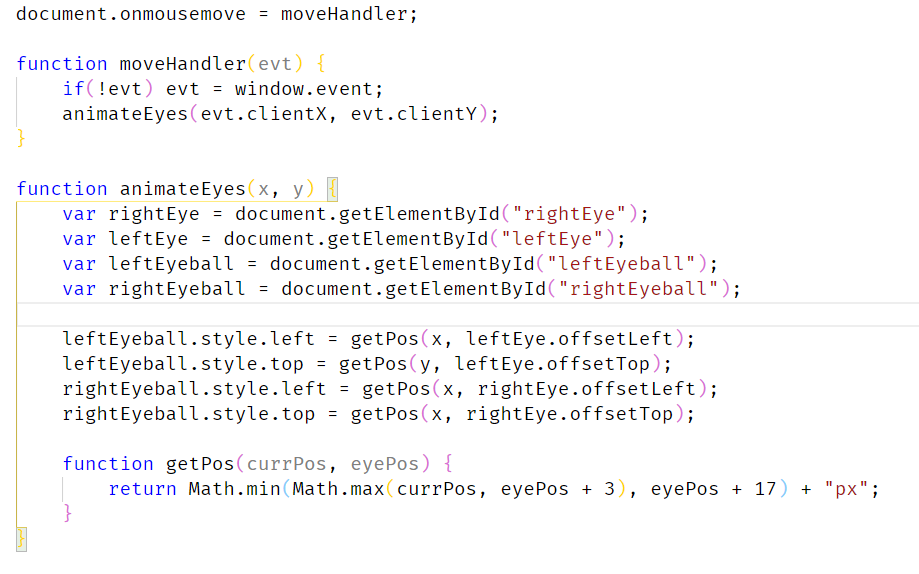 document.onmousemove = moveHandler;
function moveHandler(evt) {
if(!evt) evt = window.event;
animateEyes(evt.clientX, evt.clientY);
}
function animateEyes(x, y) {
var rightEye = document.getElementById("rightEye");
var leftEye = document.getElementById("leftEye");
var leftEyeball = document.getElementById("leftEyeball");
var rightEyeball = document.getElementById("rightEyeball");
leftEyeball.style.left = getPos(x, leftEye.offsetLeft);
leftEyeball.style.top = getPos(y, leftEye.offsetTop);
rightEyeball.style.left = getPos(x, rightEye.offsetLeft);
rightEyeball.style.top = getPos(x, rightEye.offsetTop);
function getPos(currPos, eyePos) {
return Math.min(Math.max(currPos, eyePos + 3), eyePos + 17) + "px";
}
}